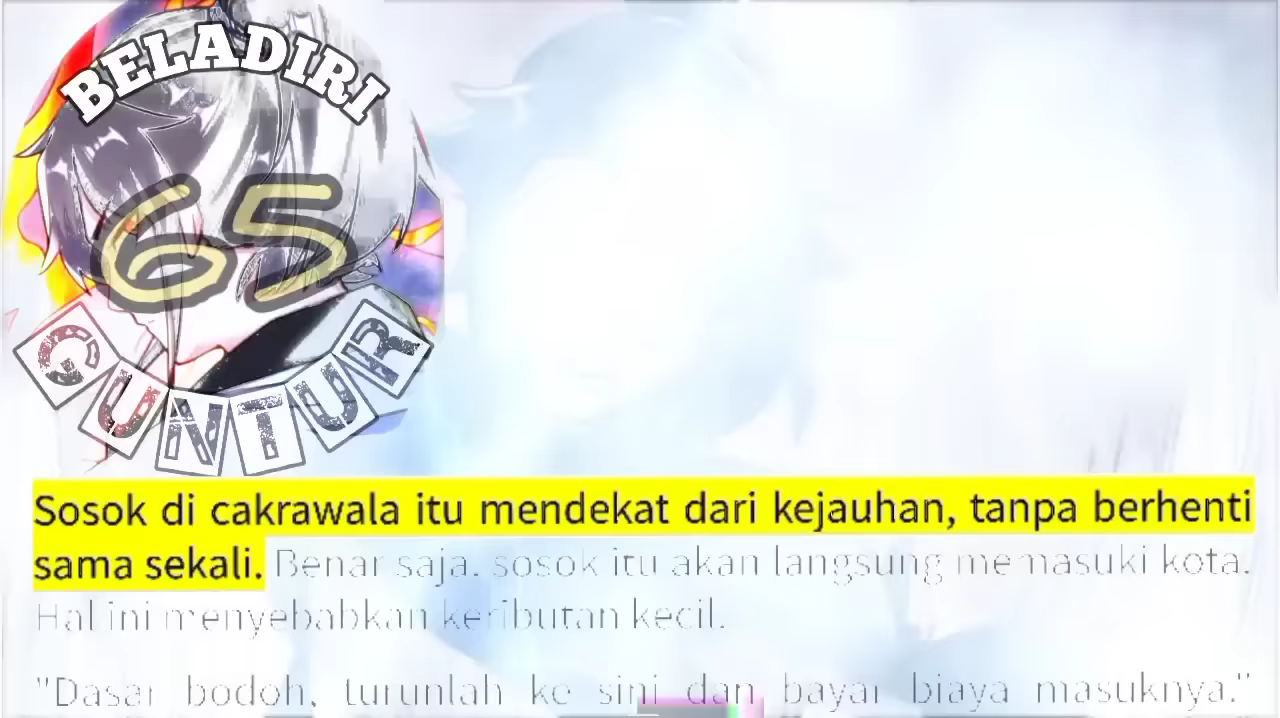 BELADIRI
65
GUNTUR
Sosok di cakrawala itu mendekat dari kejauhan, tanpa berhenti
sama sekali. Benar saja, sosok itu akan langsung memasuki kota.
Hal ini menyebabkan keributan kecil.
"Dasar bodoh, turunlah ke sini dan bayar biaya masuknya."